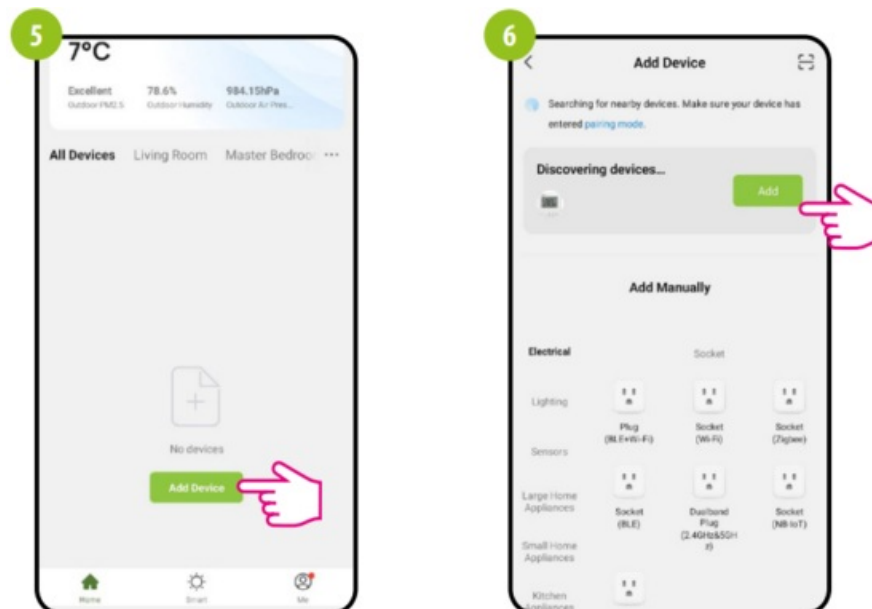 5
7°C
Excellent 78.6% 984.15hPa
Outdoor PM2.5 Outdoor Humidity Outdoor Air Pres...
All Devices Living Room Master Bedroo ...
No devices
Add Device
Home Smart Me
6
Add Device
Searching for nearby devices. Make sure your device has
entered pairing mode.
Discovering devices...
Add
Add Manually
Electrical
Socket
Lighting
Plug
(BLE+Wi-Fi)
Socket
(Wi-Fi)
Socket
(Zigbee)
Sensors
Large Home
Appliances
Socket
(BLE)
Dualband
Plug
(2.4GHz&5GH
z)
Socket
(NB-IoT)
Small Home
Appliances
Kitchen
Appliances